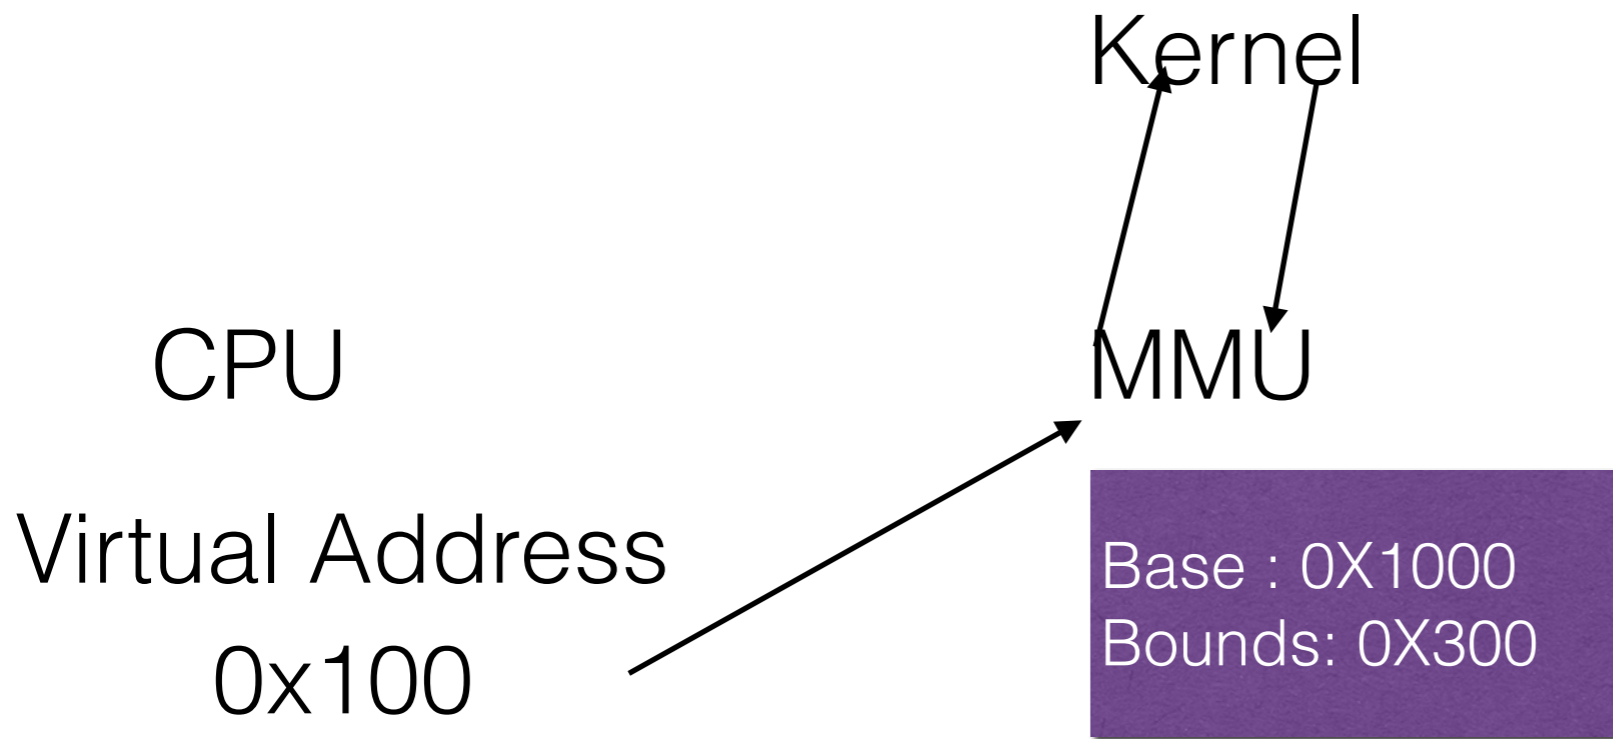 Kernel
CPU
MMU
Virtual Address
0x100
Base : 0X1000
Bounds: 0X300